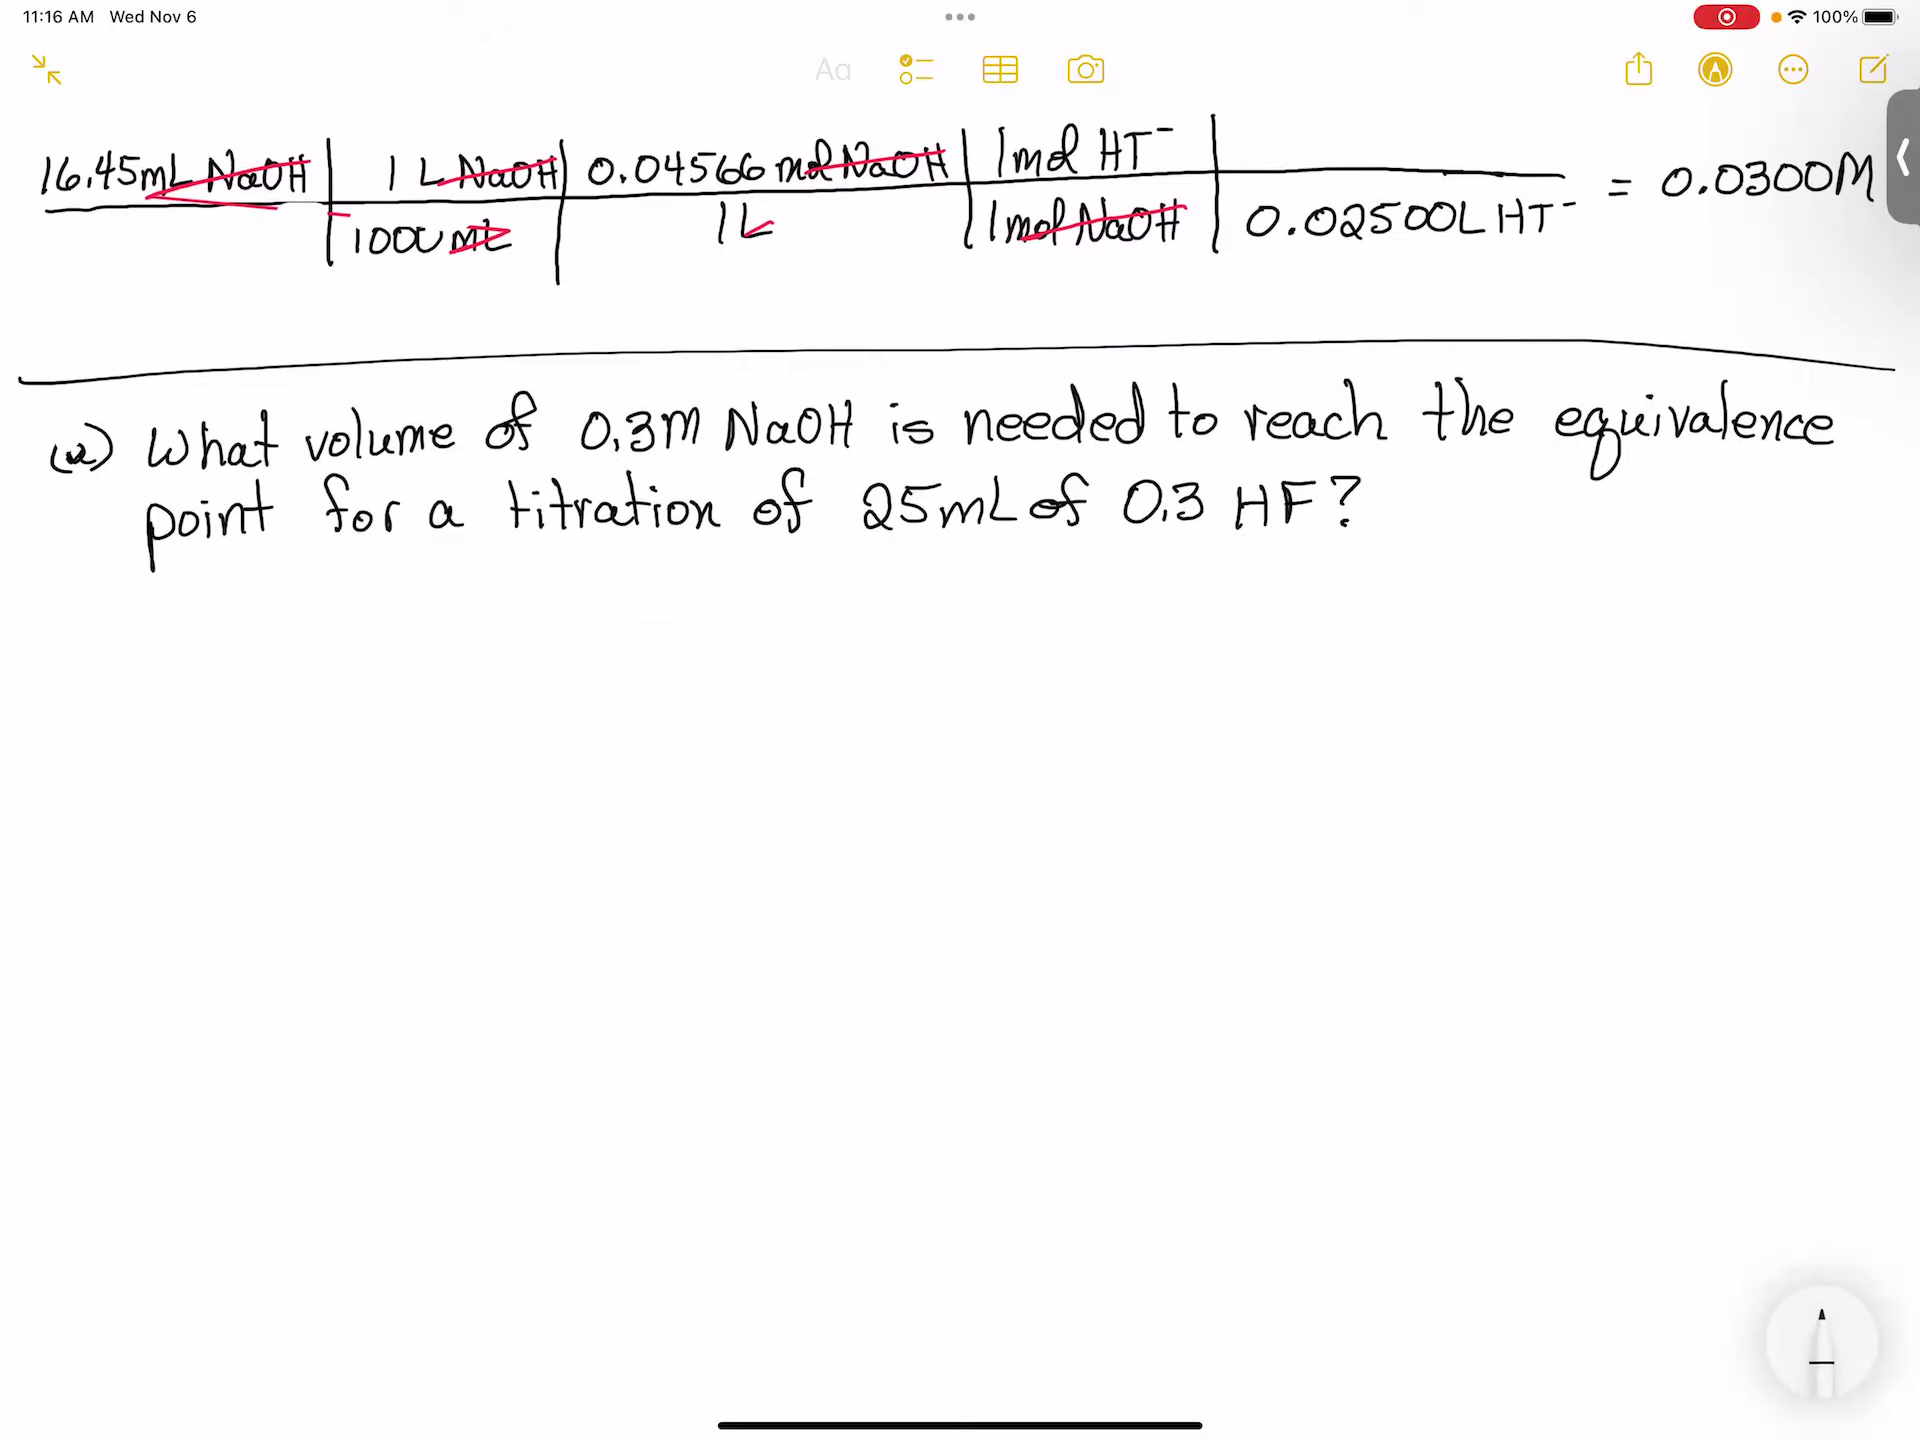 11:16 AM Wed Nov 6
100%
Aa
16.45mL NaOH | 1 L NaOH | 0.04566 mol NaOH | 1mol HT⁻ | = 0.0300M
1000 mL | 1L | 1mol NaOH | 0.02500L HT⁻
(2) What volume of 0.3M NaOH is needed to reach the equivalence
point for a titration of 25mL of 0.3 HF?